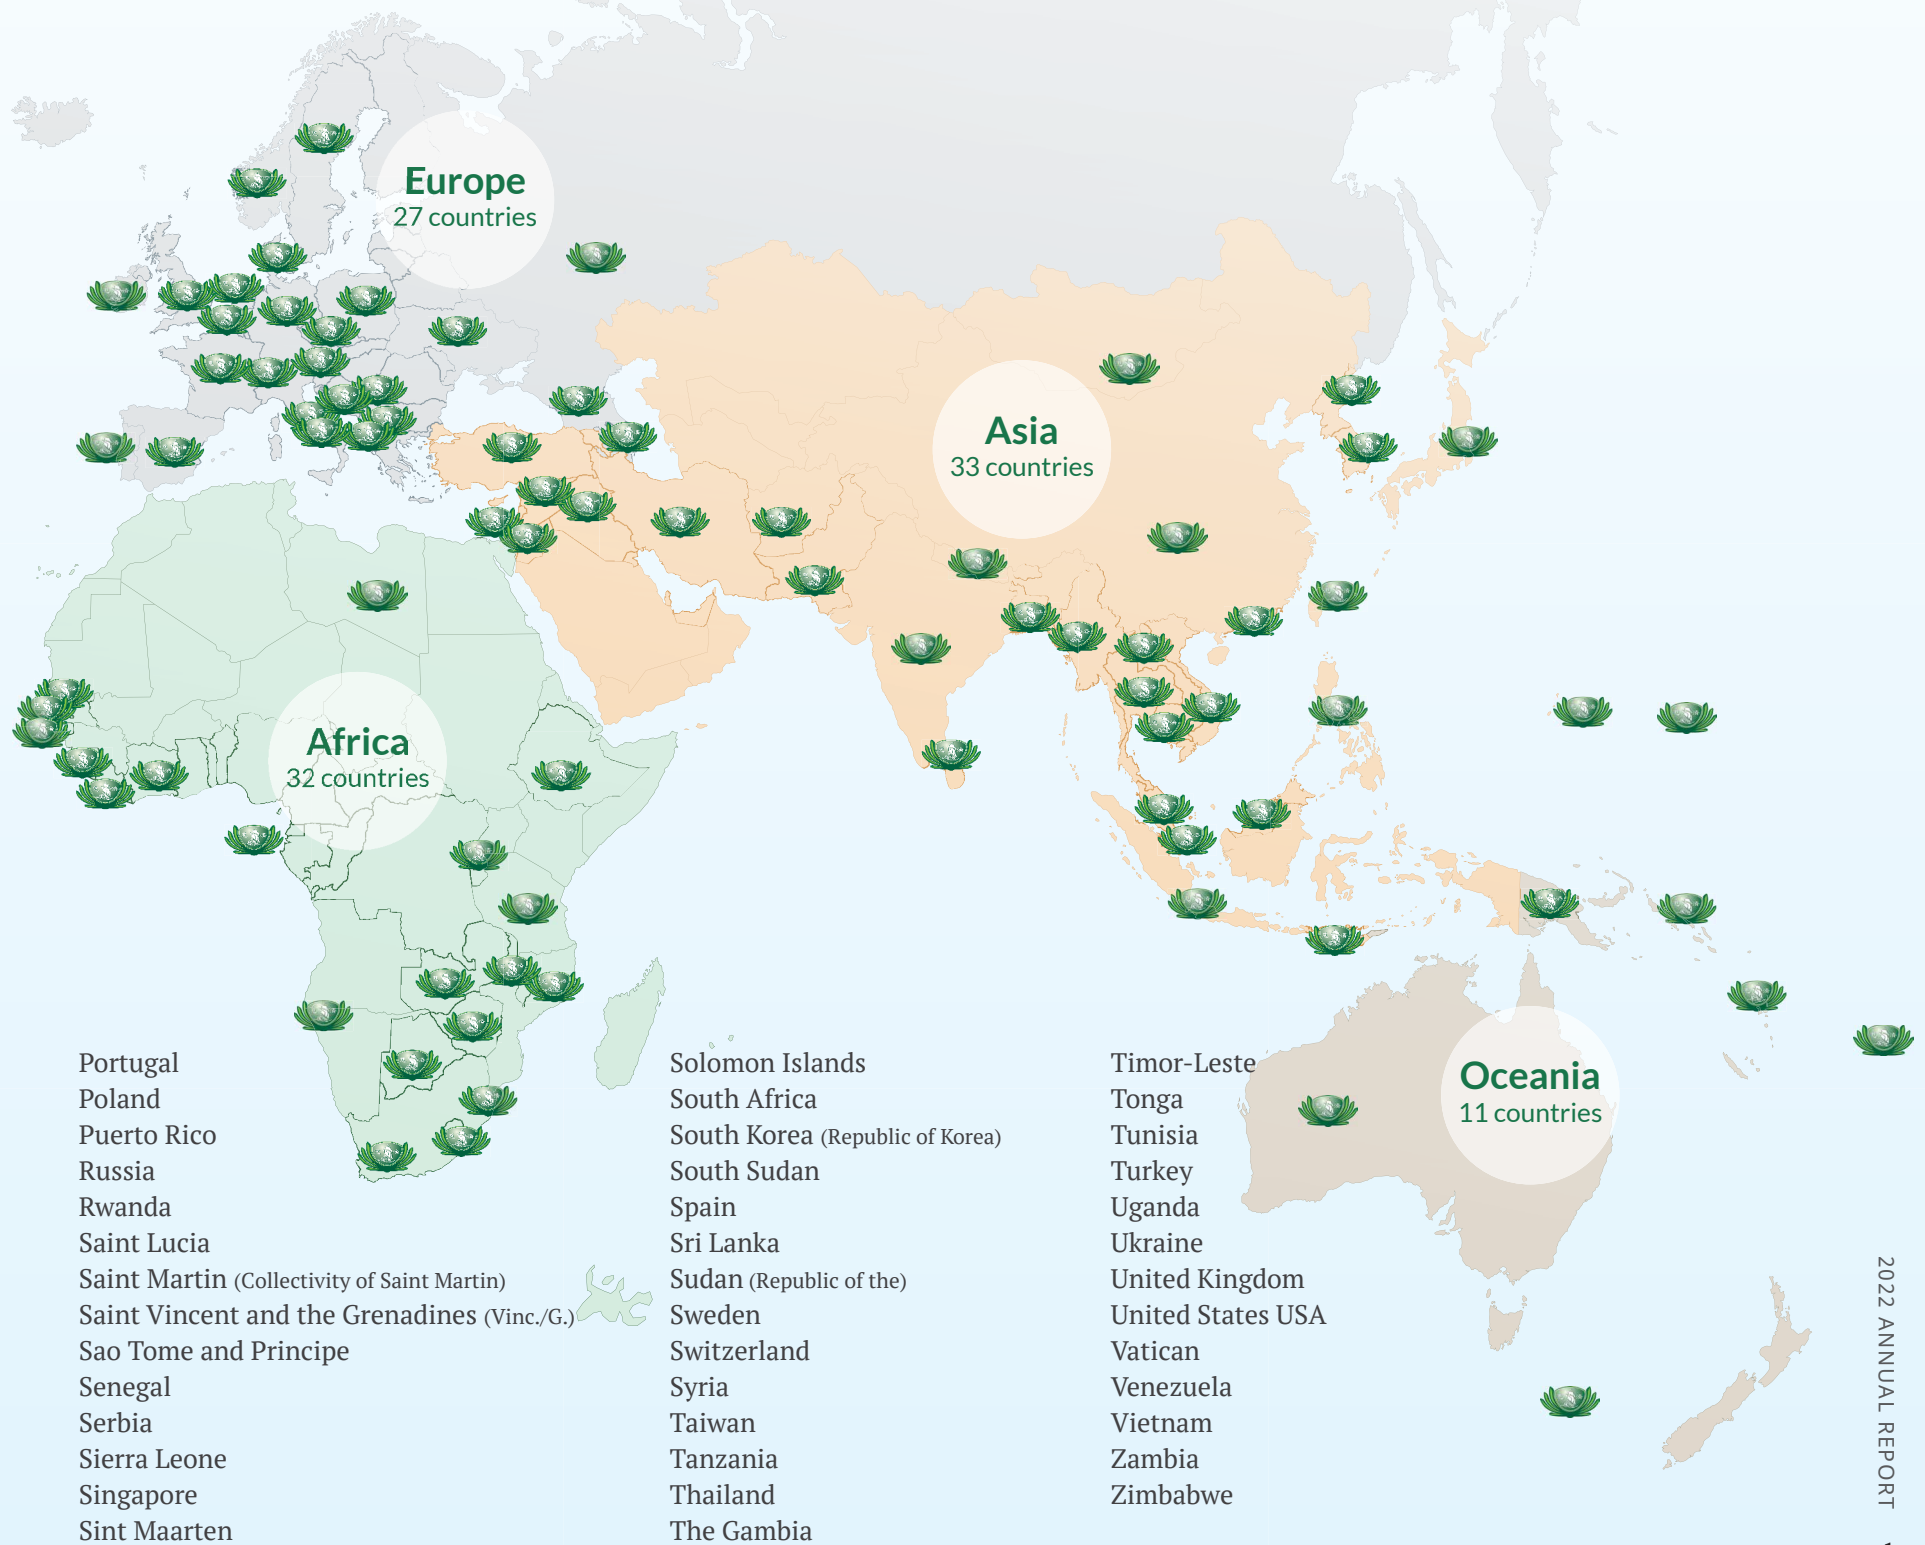 Europe
27 countries
Asia
33 countries
Africa
32 countries
Oceania
11 countries
Portugal
Poland
Puerto Rico
Russia
Rwanda
Saint Lucia
Saint Martin (Collectivity of Saint Martin)
Saint Vincent and the Grenadines (Vinc./G.)
Sao Tome and Principe
Senegal
Serbia
Sierra Leone
Singapore
Sint Maarten
Solomon Islands
South Africa
South Korea (Republic of Korea)
South Sudan
Spain
Sri Lanka
Sudan (Republic of the)
Sweden
Switzerland
Syria
Taiwan
Tanzania
Thailand
The Gambia
Timor-Leste
Tonga
Tunisia
Turkey
Uganda
Ukraine
United Kingdom
United States USA
Vatican
Venezuela
Vietnam
Zambia
Zimbabwe
2022 ANNUAL REPORT